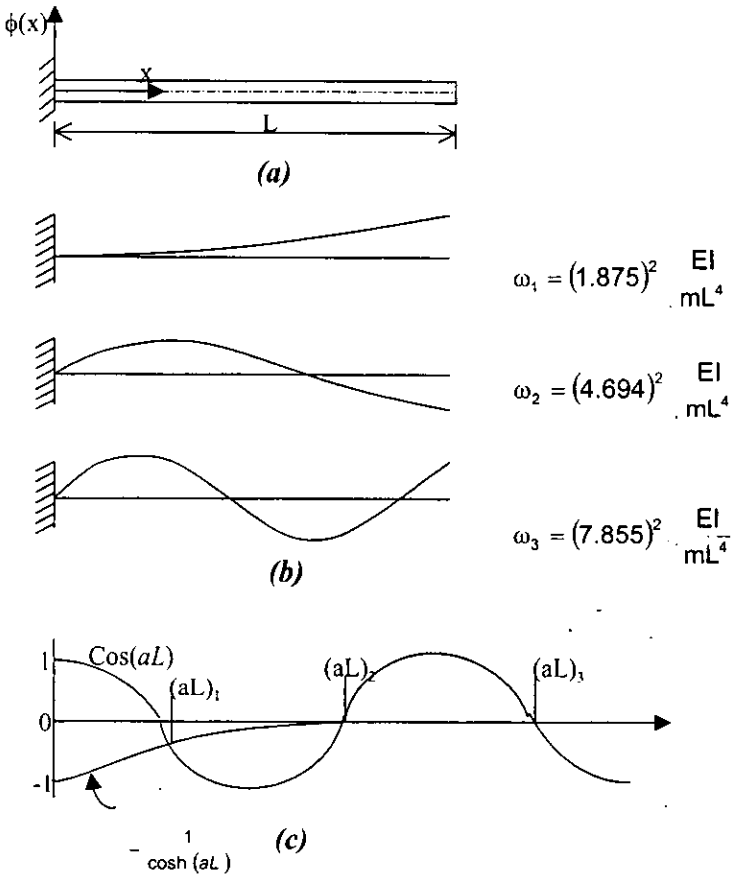 ϕ(x)
x
L
(a)
ω₁ = (1.875)² EI
mL⁴
ω₂ = (4.694)² EI
mL⁴
ω₃ = (7.855)² EI
mL⁴
(b)
1
Cos(aL)
(aL)₁
(aL)₂
(aL)₃
0
-1
- 1
cosh (aL)
(c)